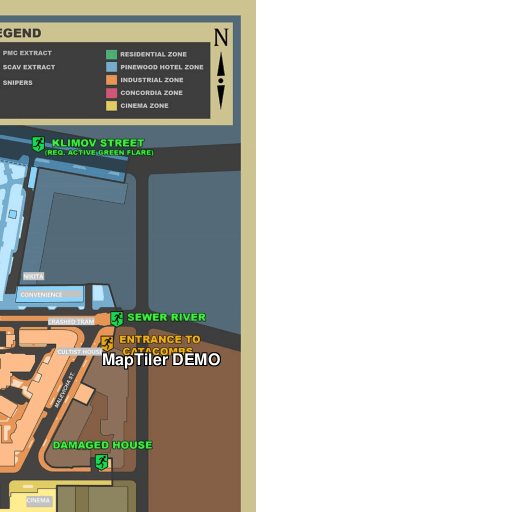 EGEND
PMC EXTRACT
SCAV EXTRACT
SNIPERS
RESIDENTIAL ZONE
PINEWOOD HOTEL ZONE
INDUSTRIAL ZONE
CONCORDIA ZONE
CINEMA ZONE
N
KLIMOV STREET
(REQ. ACTIVE GREEN FLARE)
NIKITA
CONVENIENCE
CRASHED TRAM
SEWER RIVER
ENTRANCE TO
CATACOMBS
CULTIST HOUSE
MapTiler DEMO
MALEVICHA ST.
DAMAGED HOUSE
CINEMA